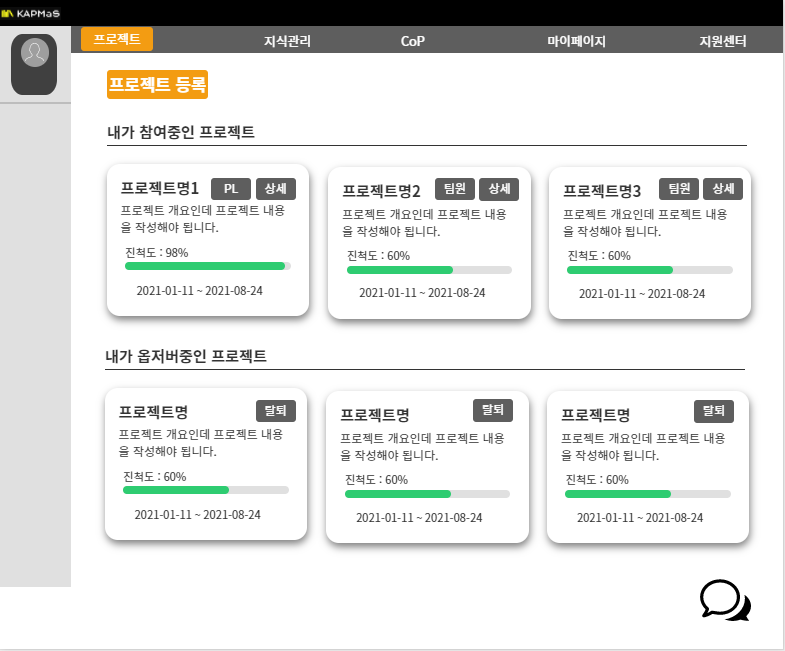 KAPMaS
프로젝트 지식관리 CoP 마이페이지 지원센터
프로젝트 등록
내가 참여중인 프로젝트
프로젝트명1 PL 상세
프로젝트 개요인데 프로젝트 내용
을 작성해야 됩니다.
진척도 : 98%
2021-01-11 ~ 2021-08-24
프로젝트명2 팀원 상세
프로젝트 개요인데 프로젝트 내용
을 작성해야 됩니다.
진척도 : 60%
2021-01-11 ~ 2021-08-24
프로젝트명3 팀원 상세
프로젝트 개요인데 프로젝트 내용
을 작성해야 됩니다.
진척도 : 60%
2021-01-11 ~ 2021-08-24
내가 옵저버중인 프로젝트
프로젝트명 탈퇴
프로젝트 개요인데 프로젝트 내용
을 작성해야 됩니다.
진척도 : 60%
2021-01-11 ~ 2021-08-24
프로젝트명 탈퇴
프로젝트 개요인데 프로젝트 내용
을 작성해야 됩니다.
진척도 : 60%
2021-01-11 ~ 2021-08-24
프로젝트명 탈퇴
프로젝트 개요인데 프로젝트 내용
을 작성해야 됩니다.
진척도 : 60%
2021-01-11 ~ 2021-08-24